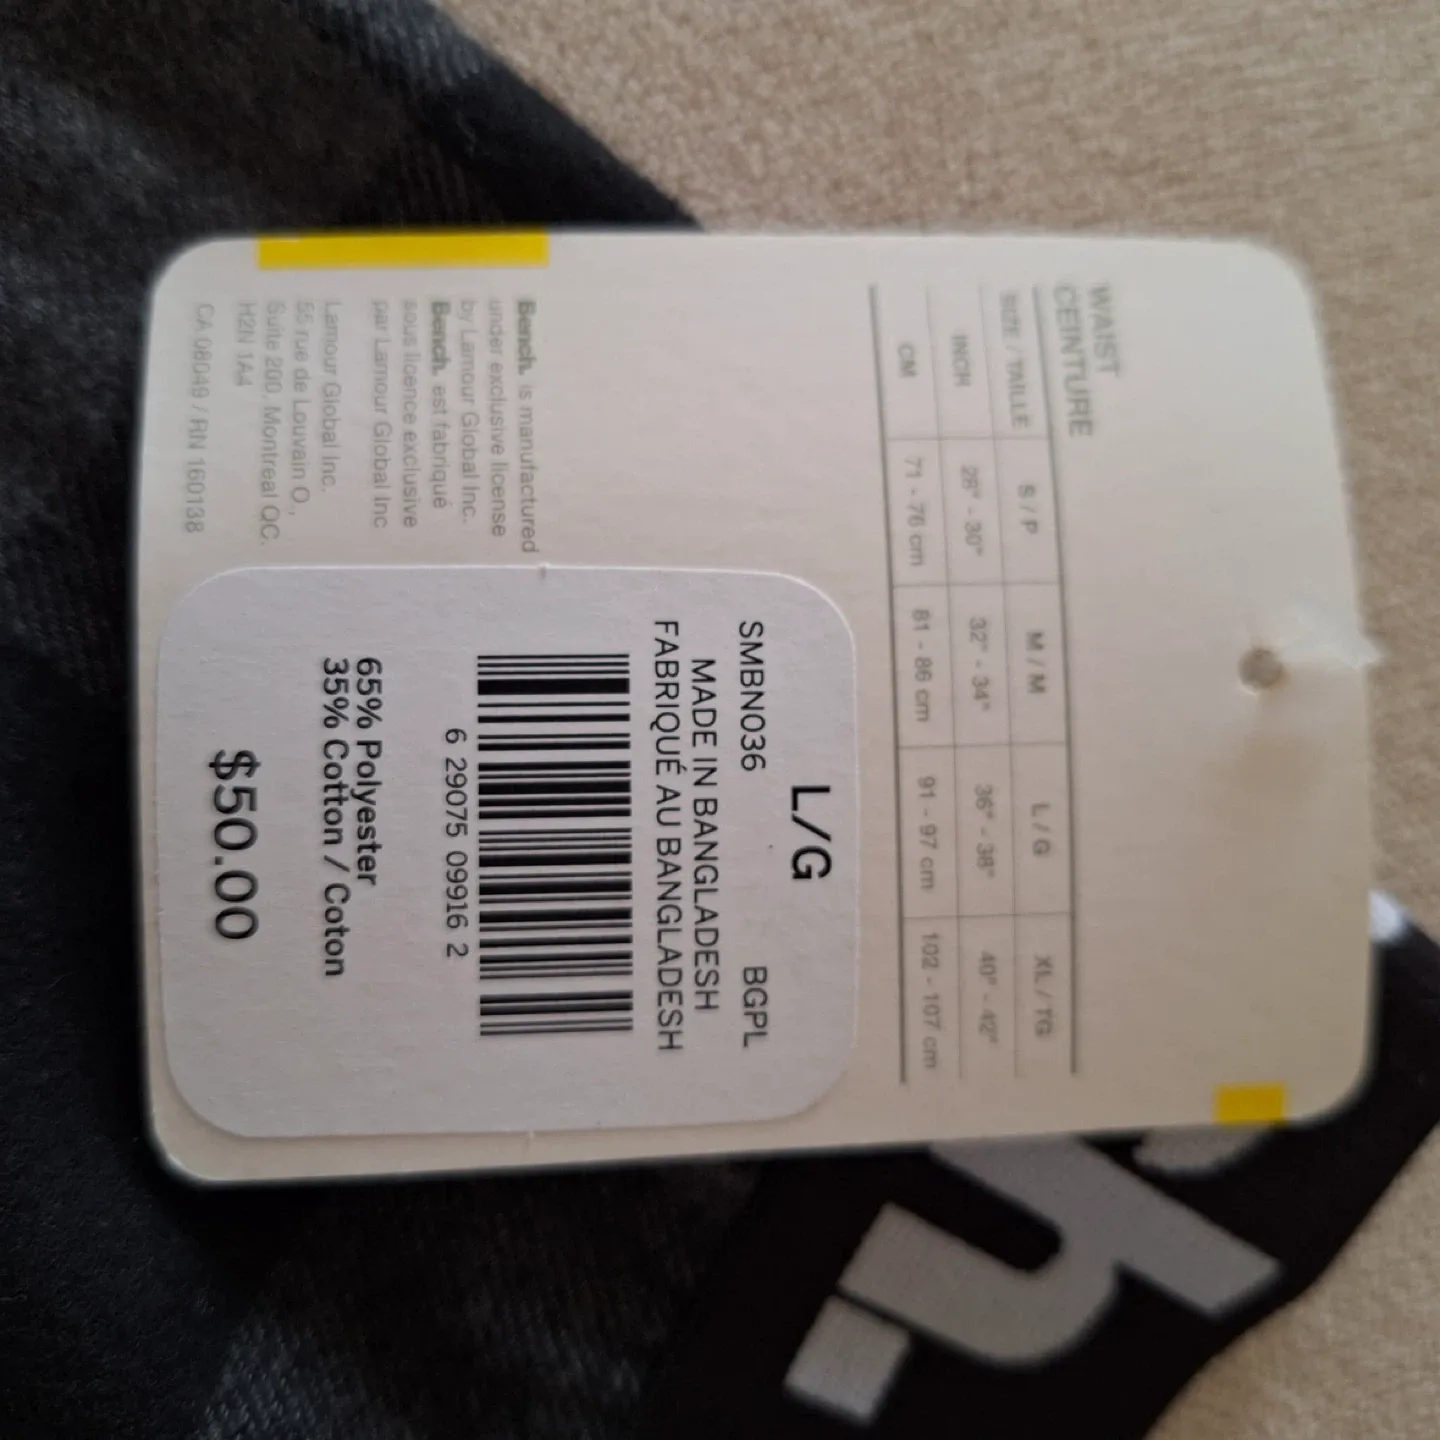 WAIST
CEINTURE
SIZE / TAILLE S / P M / M L / G XL / TG
INCH 28" - 30" 32" - 34" 36" - 38" 40" - 42"
CM 71 - 76 cm 81 - 86 cm 91 - 97 cm 102 - 107 cm
L/G
SMBN036 BGPL
MADE IN BANGLADESH
FABRIQUÉ AU BANGLADESH
6 29075 09916 2
65% Polyester
35% Cotton / Coton
$50.00
Bench. is manufactured
under exclusive license
by Lamour Global Inc.
Bench. est fabriqué
sous licence exclusive
par Lamour Global Inc
Lamour Global Inc.
55 rue de Louvain O.,
Suite 200, Montreal QC.
H2N 1A4
CA 08049 / RN 160138
h.